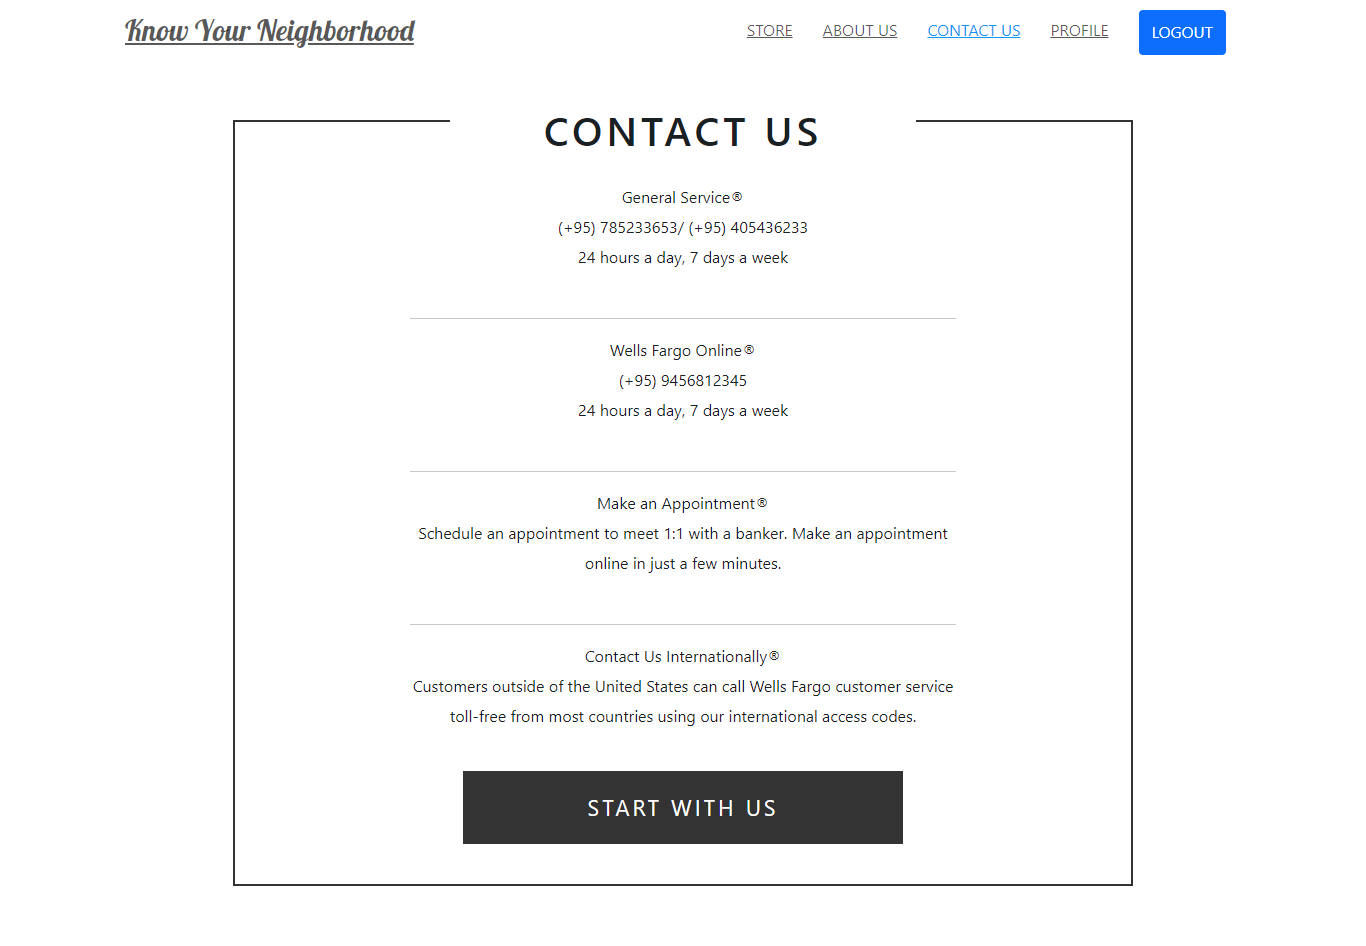 Know Your Neighborhood
STORE ABOUT US CONTACT US PROFILE LOGOUT
CONTACT US
General Service®
(+95) 785233653/ (+95) 405436233
24 hours a day, 7 days a week
Wells Fargo Online®
(+95) 9456812345
24 hours a day, 7 days a week
Make an Appointment®
Schedule an appointment to meet 1:1 with a banker. Make an appointment
online in just a few minutes.
Contact Us Internationally®
Customers outside of the United States can call Wells Fargo customer service
toll-free from most countries using our international access codes.
START WITH US